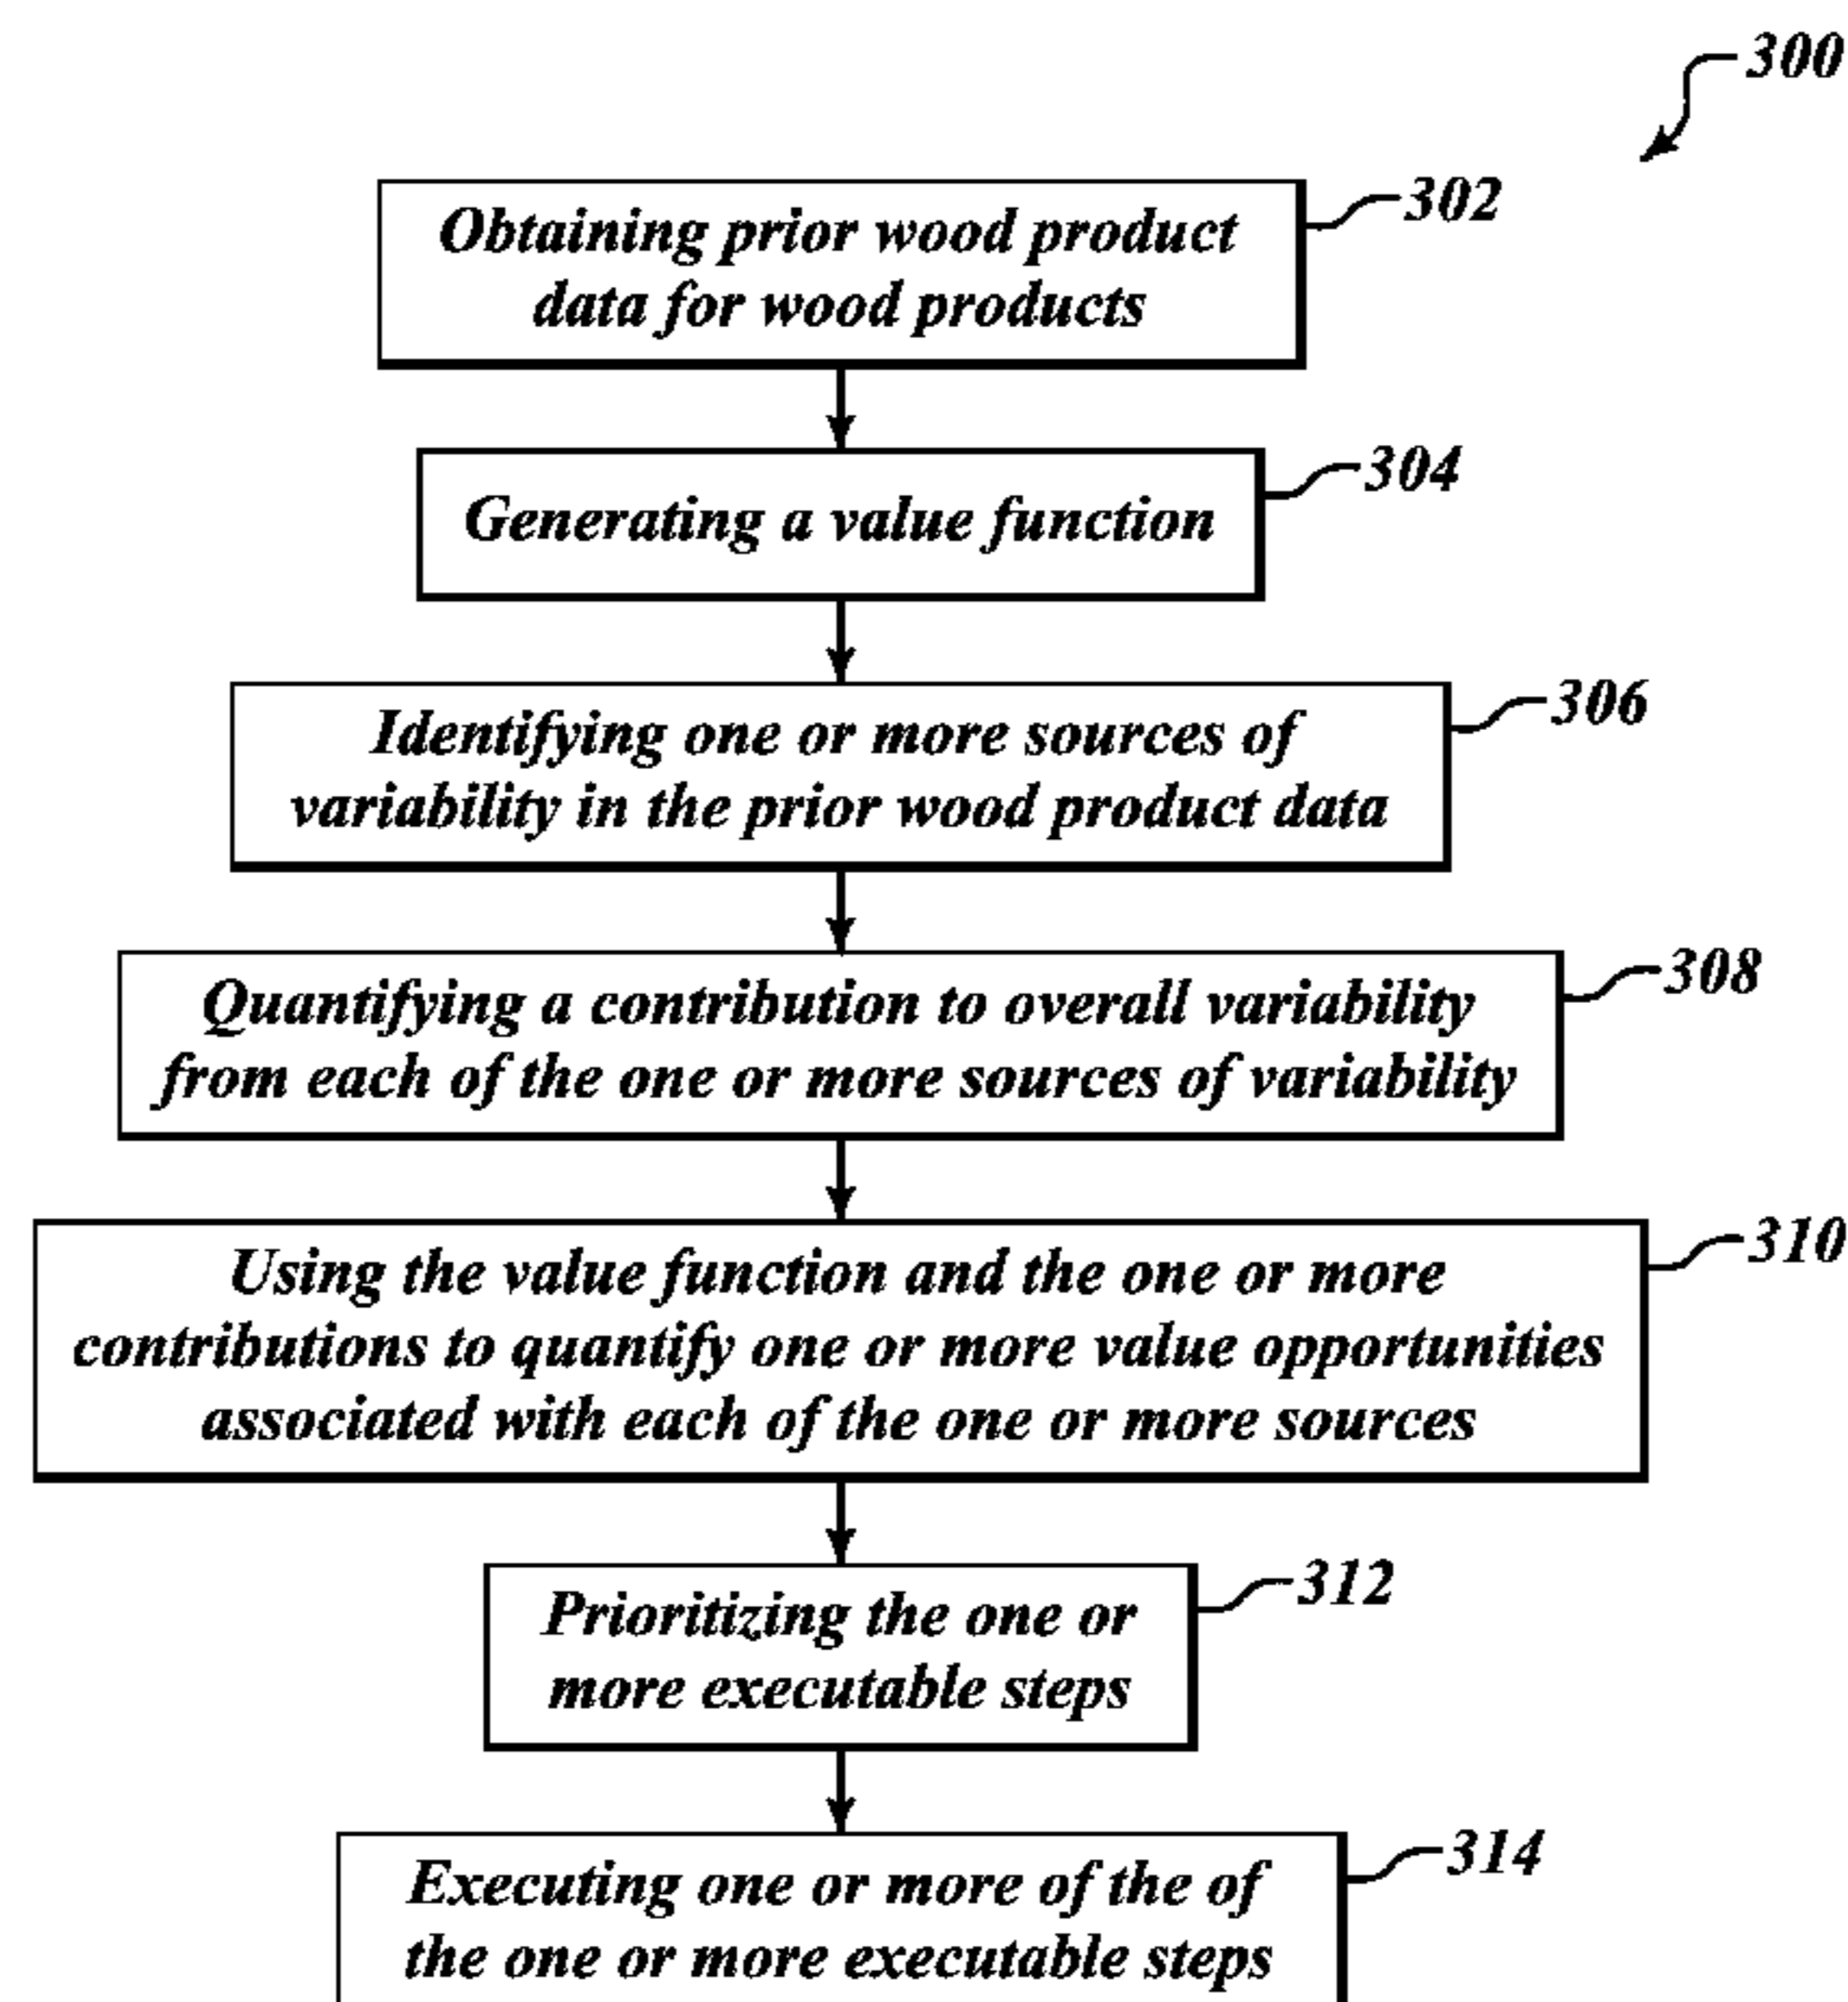 300
302
Obtaining prior wood product
data for wood products
304
Generating a value function
306
Identifying one or more sources of
variability in the prior wood product data
308
Quantifying a contribution to overall variability
from each of the one or more sources of variability
310
Using the value function and the one or more
contributions to quantify one or more value opportunities
associated with each of the one or more sources
312
Prioritizing the one or
more executable steps
314
Executing one or more of the of
the one or more executable steps